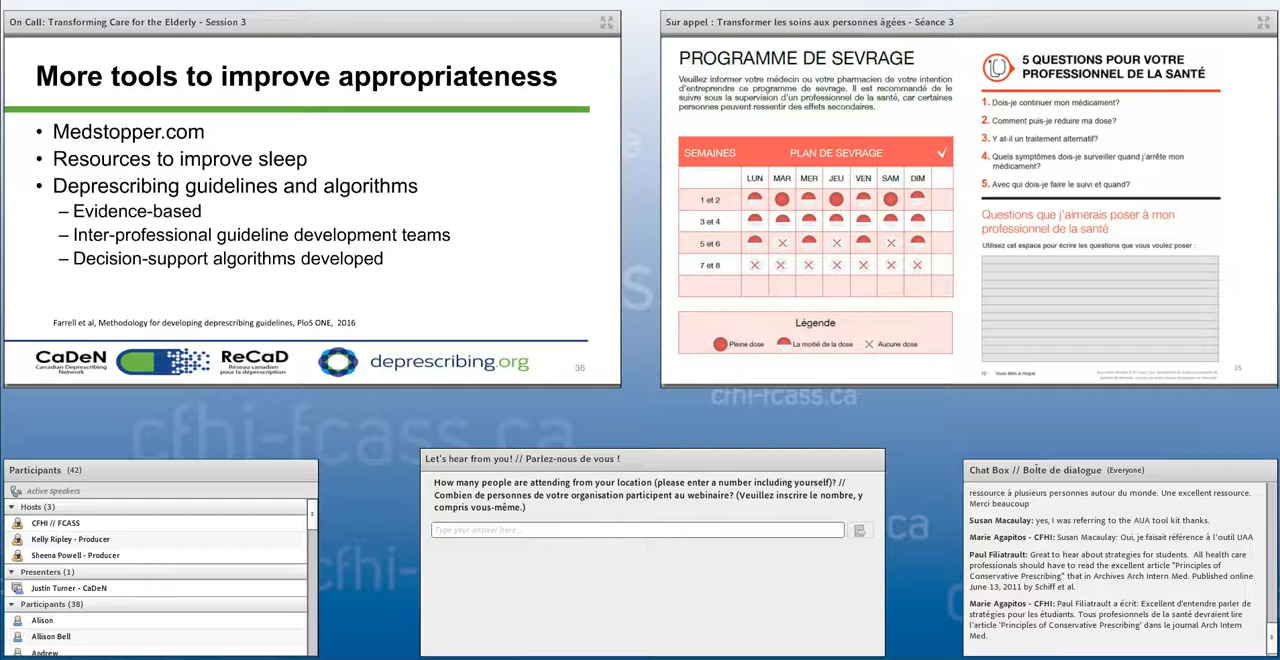 On Call: Transforming Care for the Elderly - Session 3
More tools to improve appropriateness
• Medstopper.com
• Resources to improve sleep
• Deprescribing guidelines and algorithms
– Evidence-based
– Inter-professional guideline development teams
– Decision-support algorithms developed
Farrell et al, Methodology for developing deprescribing guidelines, PloS ONE, 2016
CaDeN
Canadian Deprescribing
Network
ReCaD
Réseau canadien
pour la déprescription
deprescribing.org
36
Sur appel : Transformer les soins aux personnes âgées - Séance 3
PROGRAMME DE SEVRAGE
Veuillez informer votre médecin ou votre pharmacien de votre intention
d'entreprendre ce programme de sevrage. Il est recommandé de le
suivre sous la supervision d'un professionnel de la santé, car certaines
personnes peuvent ressentir des effets secondaires.
SEMAINES PLAN DE SEVRAGE ✓
LUN MAR MER JEU VEN SAM DIM
1 et 2
3 et 4
5 et 6
7 et 8
Légende
Pleine dose La moitié de la dose Aucune dose
5 QUESTIONS POUR VOTRE
PROFESSIONNEL DE LA SANTÉ
1. Dois-je continuer mon médicament?
2. Comment puis-je réduire ma dose?
3. Y at-il un traitement alternatif?
4. Quels symptômes dois-je surveiller quand j'arrête mon
médicament?
5. Avec qui dois-je faire le suivi et quand?
Questions que j'aimerais poser à mon
professionnel de la santé
Utilisez cet espace pour écrire les questions que vous voulez poser :
12 Vous êtes à risque
35
cfhi-fcass.ca
cfhi-fcass.ca
Participants (42)
Active Speakers
Hosts (3)
CFHI // FCASS
Kelly Ripley - Producer
Sheena Powell - Producer
Presenters (1)
Justin Turner - CaDeN
Participants (38)
Alison
Allison Bell
Andrew
Let's hear from you! // Parlez-nous de vous !
How many people are attending from your location (please enter a number including yourself)? //
Combien de personnes de votre organisation participent au webinaire? (Veuillez inscrire le nombre, y
compris vous-même.)
Type your answer here...
Chat Box // Boîte de dialogue (Everyone)
ressource à plusieurs personnes autour du monde. Une excellent ressource.
Merci beaucoup
Susan Macaulay: yes, I was referring to the AUA tool kit thanks.
Marie Agapitos - CFHI: Susan Macaulay: Oui, je faisait référence à l'outil UAA
Paul Filiatrault: Great to hear about strategies for students. All health care
professionals should have to read the excellent article "Principles of
Conservative Prescribing" that in Archives Arch Intern Med. Published online
June 13, 2011 by Schiff et al.
Marie Agapitos - CFHI: Paul Filiatrault a écrit: Excellent d'entendre parler de
stratégies pour les étudiants. Tous profesionnels de la santé devraient lire
l'article 'Principles of Conservative Prescribing' dans le journal Arch Intern
Med.